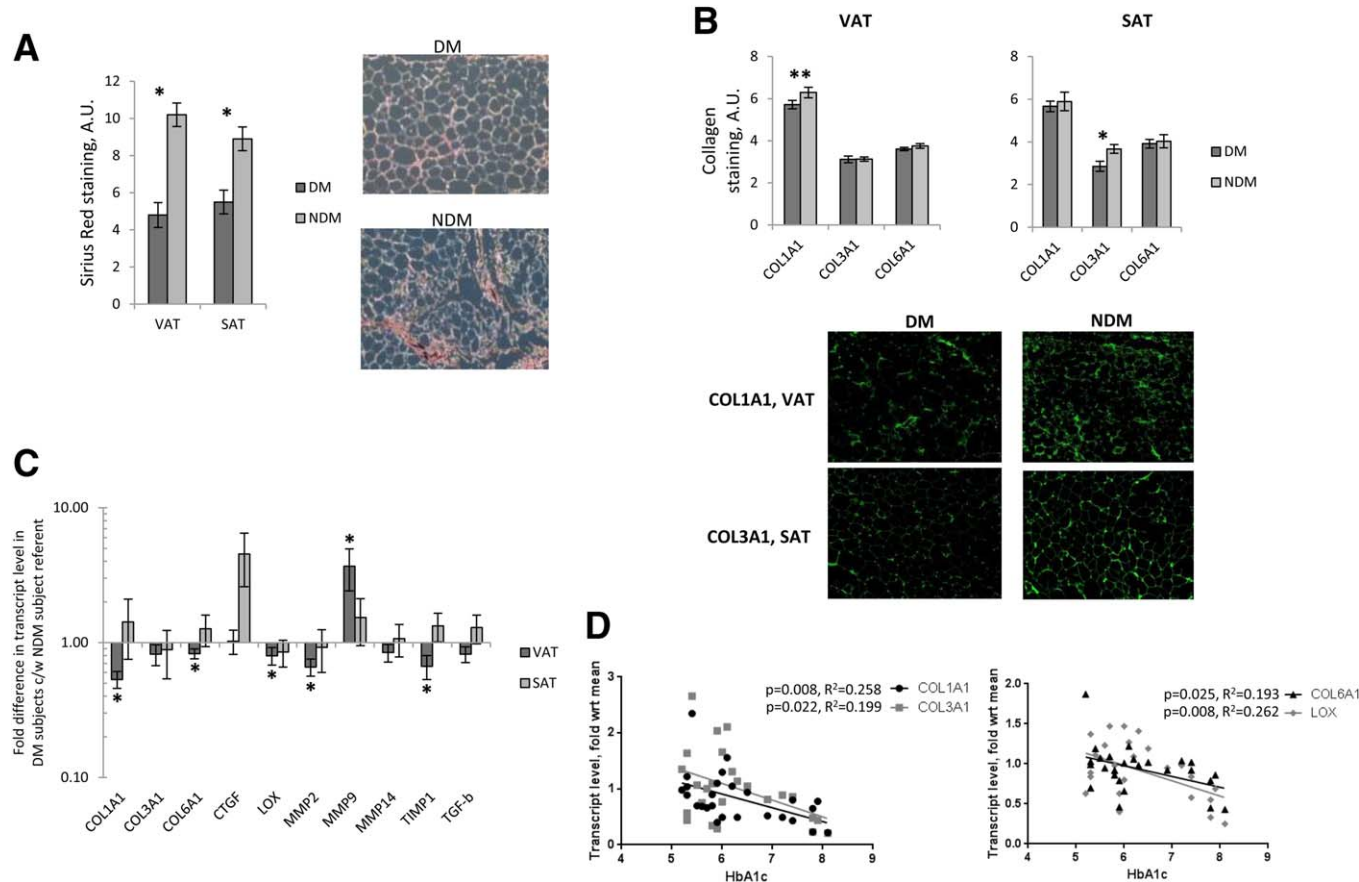 A
Sirius Red staining, A.U.
12
10
8
6
4
2
0
*
*
VAT
SAT
DM
NDM
DM
NDM
B
VAT
SAT
Collagen
staining, A.U.
8
6
4
2
0
**
COL1A1
COL3A1
COL6A1
8
6
4
2
0
*
COL1A1
COL3A1
COL6A1
DM
NDM
DM
NDM
COL1A1, VAT
COL3A1, SAT
C
Fold difference in transcript level in
DM subjects c/w NDM subject referent
10.00
1.00
0.10
*
*
*
*
*
*
COL1A1
COL3A1
COL6A1
CTGF
LOX
MMP2
MMP9
MMP14
TIMP1
TGF-b
VAT
SAT
D
Transcript level, fold wrt mean
3
2
1
0
4
5
6
7
8
9
HbA1c
p=0.008, R²=0.258 COL1A1
p=0.022, R²=0.199 COL3A1
Transcript level, fold wrt mean
2.0
1.5
1.0
0.5
0.0
4
5
6
7
8
9
HbA1c
p=0.025, R²=0.193 COL6A1
p=0.008, R²=0.262 LOX